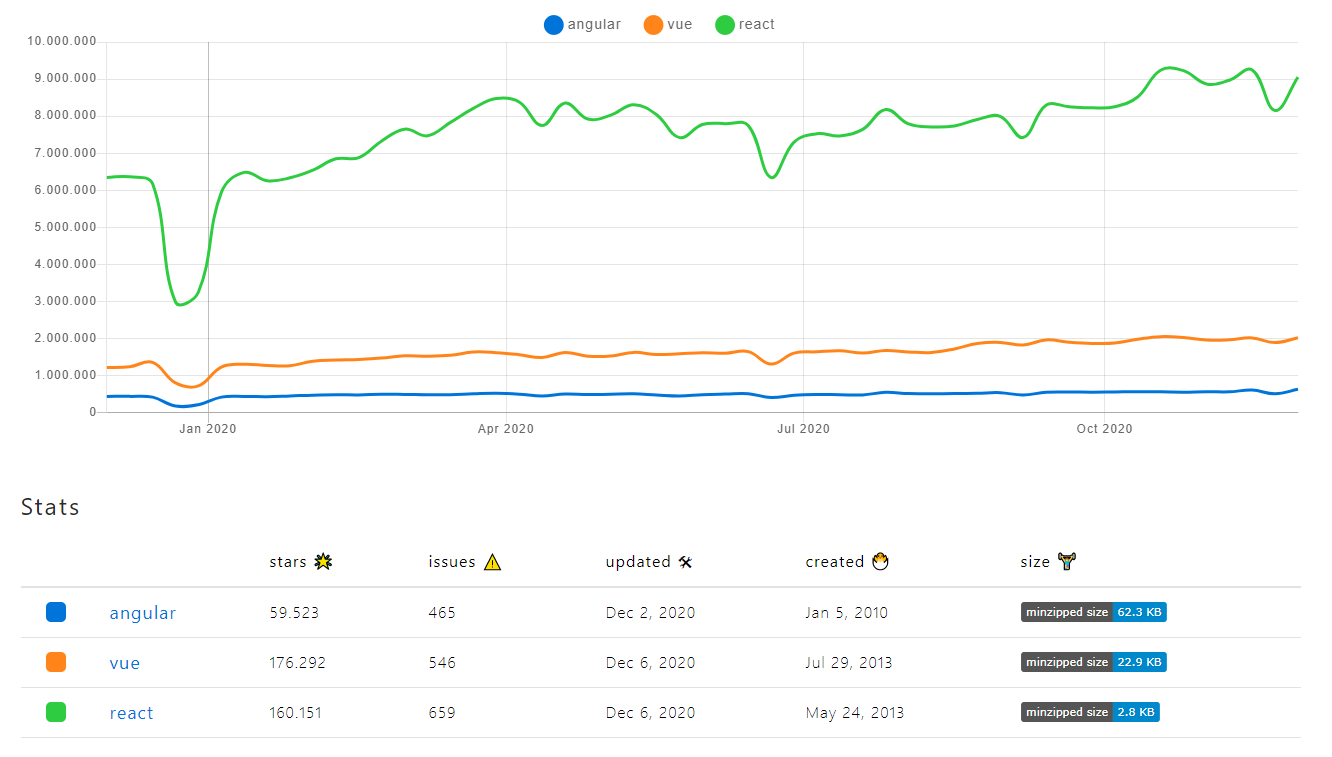 angular vue react
10.000.000
9.000.000
8.000.000
7.000.000
6.000.000
5.000.000
4.000.000
3.000.000
2.000.000
1.000.000
0
Jan 2020 Apr 2020 Jul 2020 Oct 2020
Stats
stars issues updated created size
angular 59.523 465 Dec 2, 2020 Jan 5, 2010 minzipped size 62.3 KB
vue 176.292 546 Dec 6, 2020 Jul 29, 2013 minzipped size 22.9 KB
react 160.151 659 Dec 6, 2020 May 24, 2013 minzipped size 2.8 KB